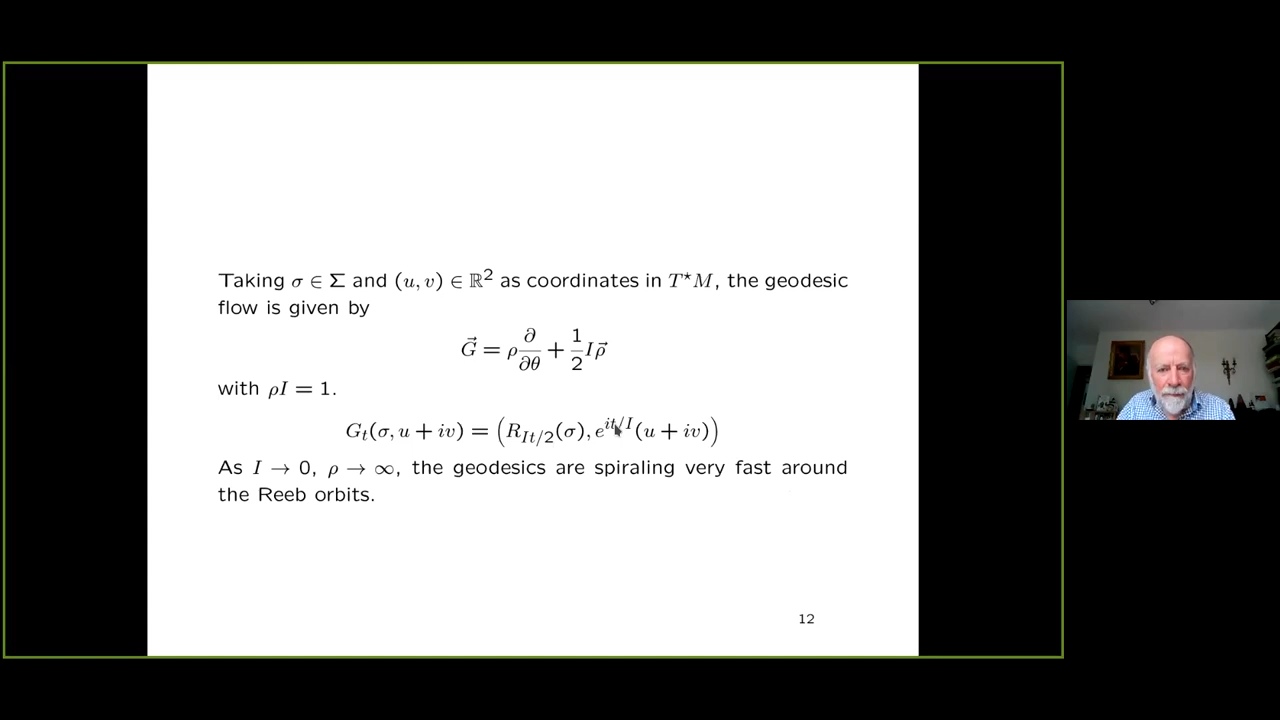 Taking σ ∈ Σ and (u, v) ∈ ℝ² as coordinates in T⋆M, the geodesic
flow is given by
G⃗ = ρ ∂/∂θ + 1/2 Iρ⃗
with ρI = 1.
G_t(σ, u + iv) = (R_{It/2}(σ), e^{it/I}(u + iv))
As I → 0, ρ → ∞, the geodesics are spiraling very fast around
the Reeb orbits.
12